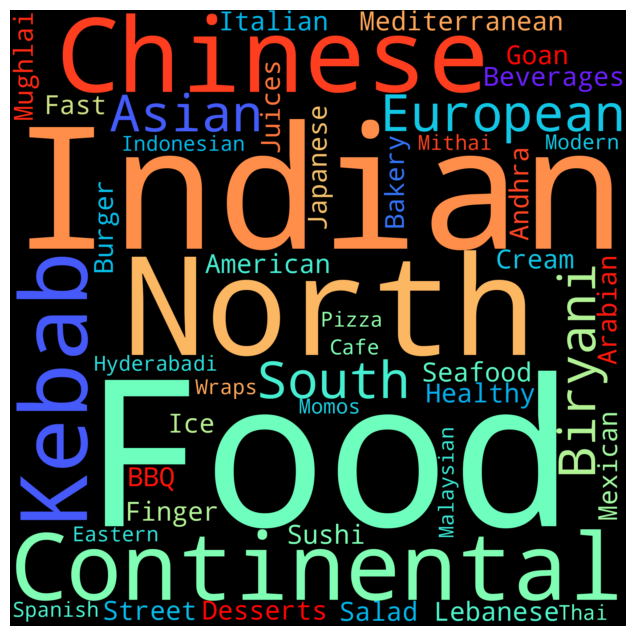 Italian
Mediterranean
Mughlai
Chinese
Goan
Beverages
Fast
Asian
Juices
Japanese
European
Indonesian
Bakery
Mithai
Modern
Indian
Andhra
Burger
American
Cream
Kebab
North
Biryani
Arabian
Pizza
Cafe
Hyderabadi
South
Seafood
Wraps
Momos
Healthy
Food
Ice
Mexican
BBQ
Malaysian
Finger
Eastern
Sushi
Continental
Spanish
Street
Desserts
Salad
Lebanese
Thai